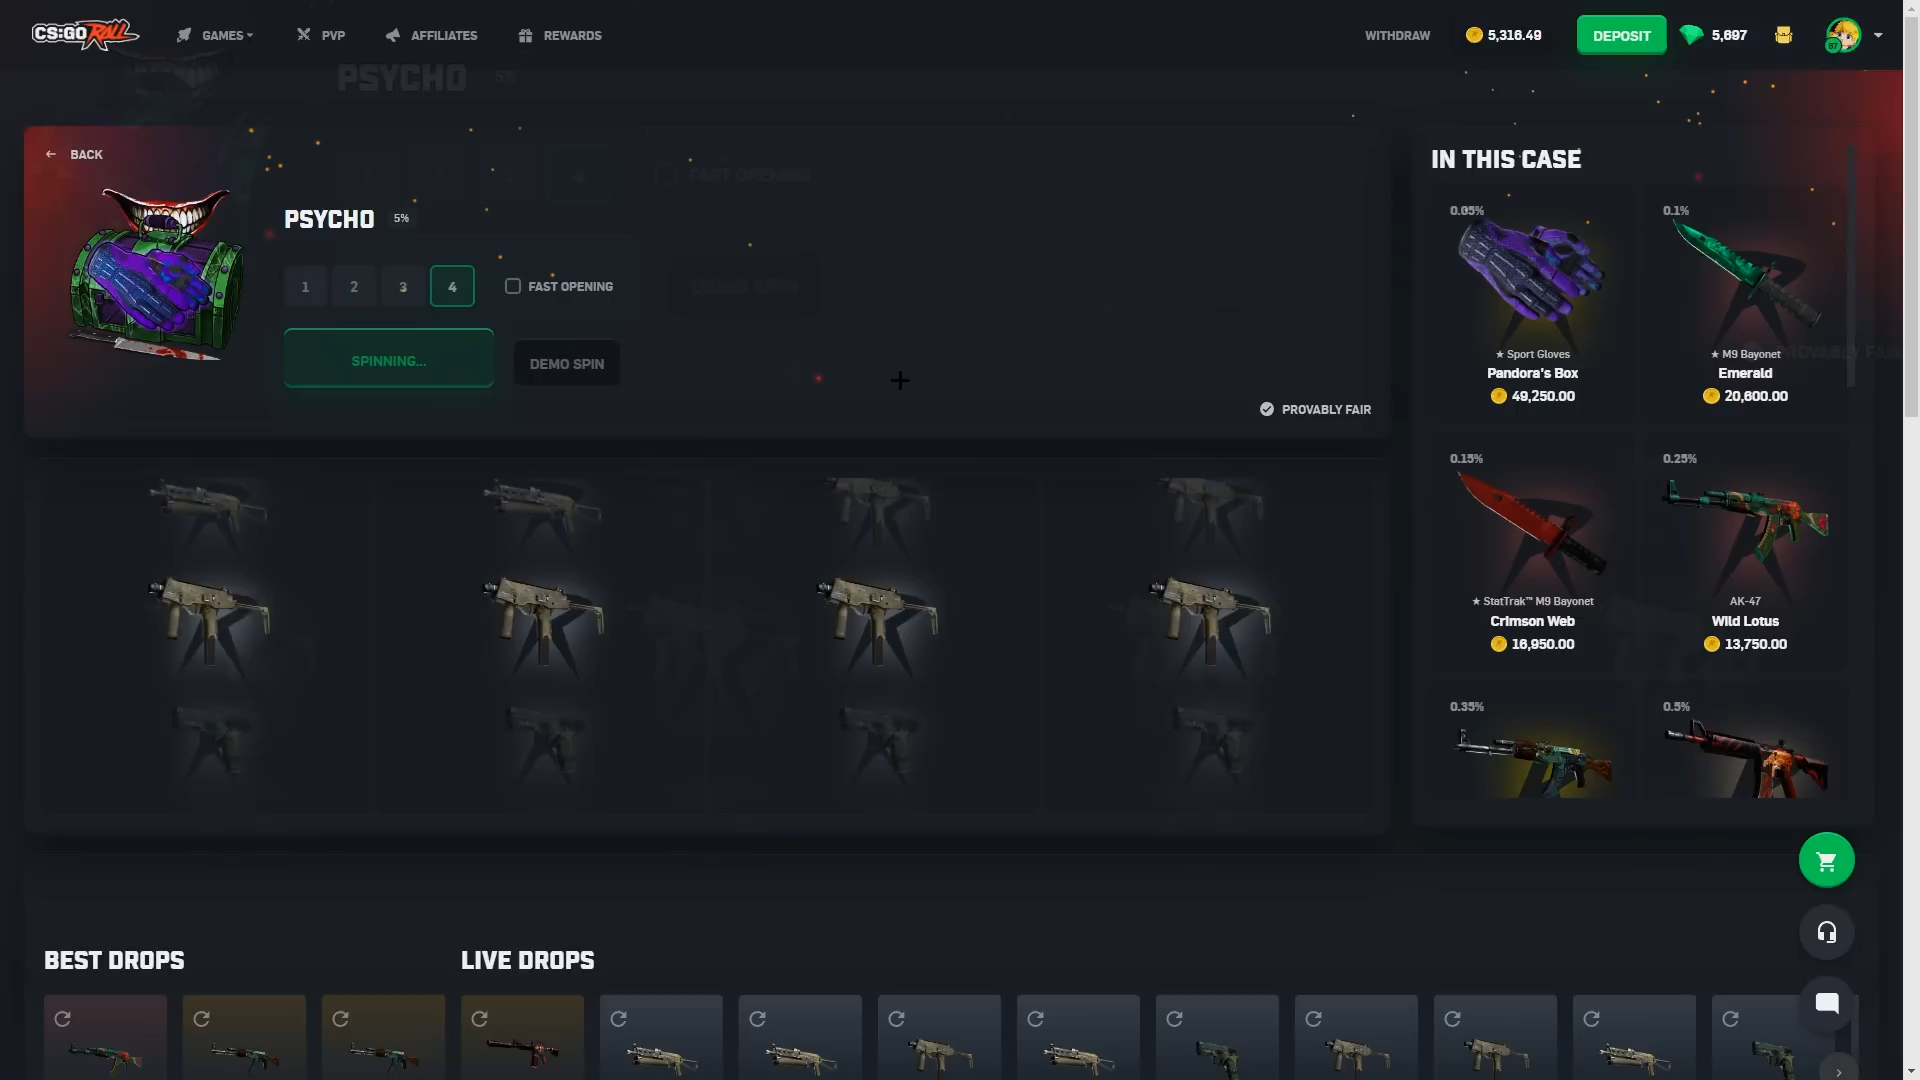 CS:GO ROLL
GAMES
PVP
AFFILIATES
REWARDS
WITHDRAW
5,316.49
DEPOSIT
5,697
87
PSYCHO 5%
BACK
PSYCHO 5%
1 2 3 4
FAST OPENING
SPINNING...
DEMO SPIN
PROVABLY FAIR
IN THIS CASE
0.05%
★ Sport Gloves
Pandora's Box
49,250.00
0.1%
★ M9 Bayonet
Emerald
20,600.00
0.15%
★ StatTrak™ M9 Bayonet
Crimson Web
16,950.00
0.25%
AK-47
Wild Lotus
13,750.00
0.35%
0.5%
BEST DROPS
LIVE DROPS